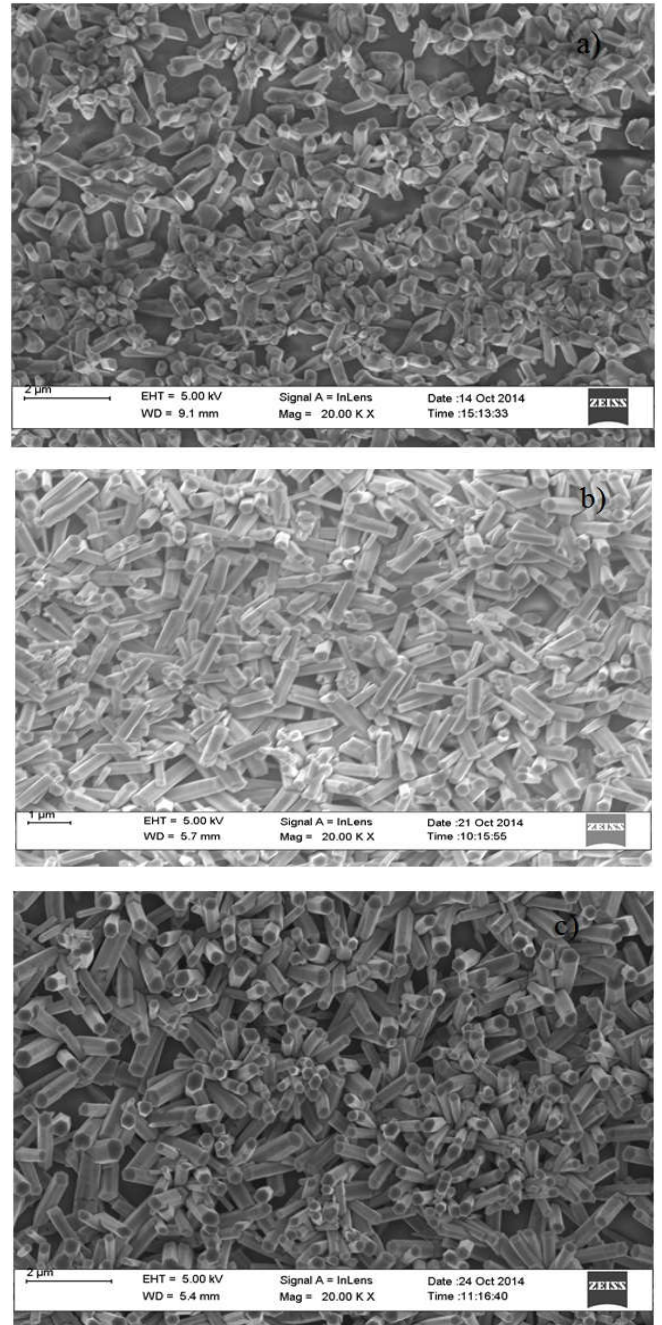 a)
2 µm EHT = 5.00 kV Signal A = InLens Date :14 Oct 2014 ZEISS
WD = 9.1 mm Mag = 20.00 K X Time :15:13:33
b)
1 µm EHT = 5.00 kV Signal A = InLens Date :21 Oct 2014 ZEISS
WD = 5.7 mm Mag = 20.00 K X Time :10:15:55
c)
2 µm EHT = 5.00 kV Signal A = InLens Date :24 Oct 2014 ZEISS
WD = 5.4 mm Mag = 20.00 K X Time :11:16:40